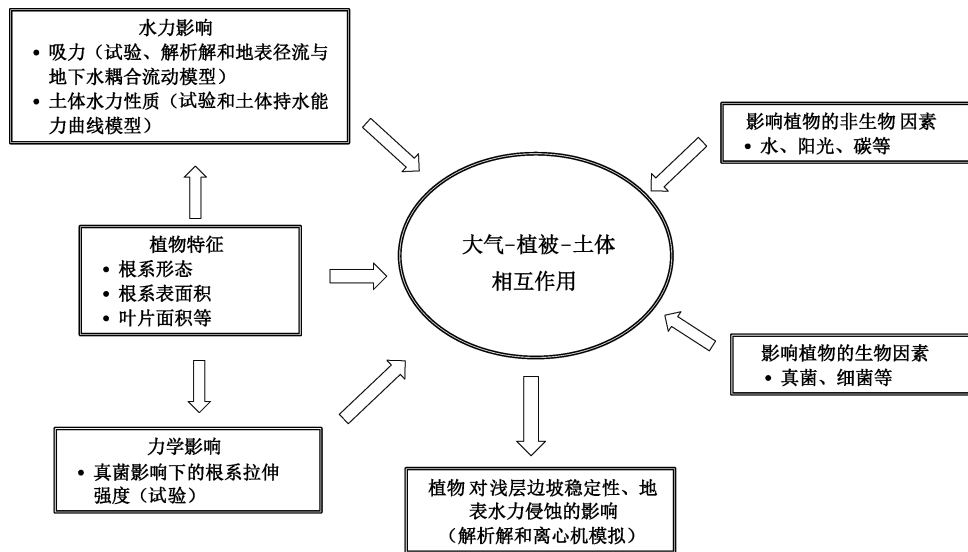 水力影响
• 吸力（试验、解析解和地表径流与
地下水耦合流动模型）
• 土体水力性质（试验和土体持水能
力曲线模型）
影响植物的非生物因素
• 水、阳光、碳等
植物特征
• 根系形态
• 根系表面积
• 叶片面积等
大气-植被-土体
相互作用
影响植物的生物因素
• 真菌、细菌等
力学影响
• 真菌影响下的根系拉伸
强度（试验）
植物对浅层边坡稳定性、地
表水力侵蚀的影响
（解析解和离心机模拟）